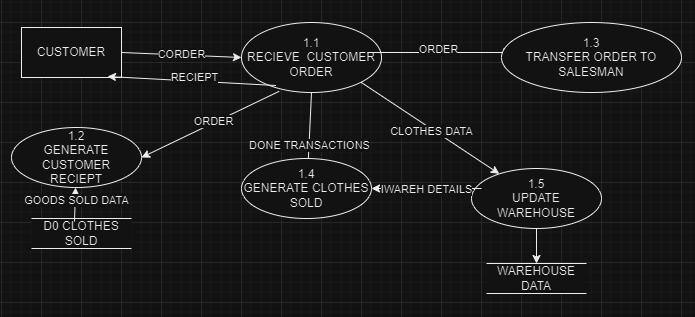 CUSTOMER
CORDER
RECIEPT
1.1
RECIEVE CUSTOMER
ORDER
ORDER
1.3
TRANSFER ORDER TO
SALESMAN
ORDER
1.2
GENERATE
CUSTOMER
RECIEPT
GOODS SOLD DATA
D0 CLOTHES
SOLD
DONE TRANSACTIONS
1.4
GENERATE CLOTHES
SOLD
CLOTHES DATA
WAREH DETAILS
1.5
UPDATE
WAREHOUSE
WAREHOUSE
DATA